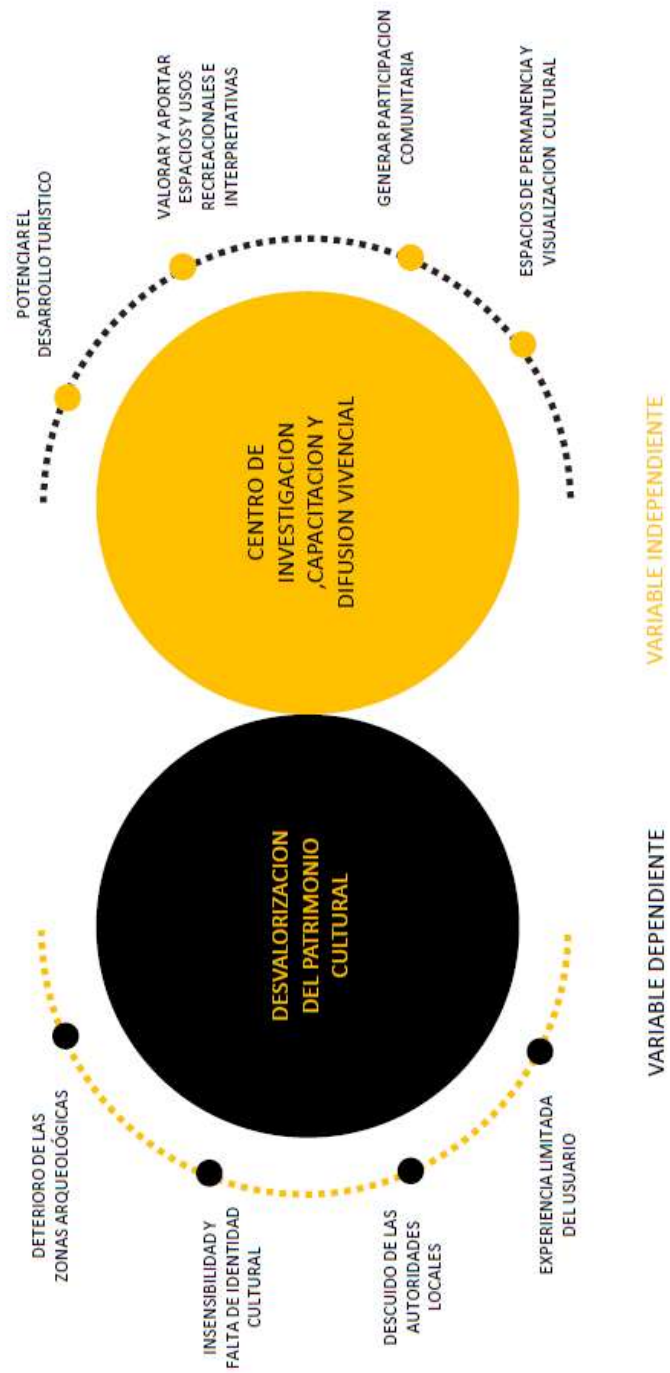 DETERIORO DE LAS
ZONAS ARQUEOLÓGICAS
INSENSIBILIDAD Y
FALTA DE IDENTIDAD
CULTURAL
DESCUIDO DE LAS
AUTORIDADES
LOCALES
EXPERIENCIA LIMITADA
DEL USUARIO
DESVALORIZACION
DEL PATRIMONIO
CULTURAL
VARIABLE DEPENDIENTE
CENTRO DE
INVESTIGACION
,CAPACITACION Y
DIFUSION VIVENCIAL
POTENCIAR EL
DESARROLLO TURISTICO
VALORAR Y APORTAR
ESPACIOS Y USOS
RECREACIONALES E
INTERPRETATIVAS
GENERAR PARTICIPACION
COMUNITARIA
ESPACIOS DE PERMANENCIA Y
VISUALIZACION CULTURAL
VARIABLE INDEPENDIENTE